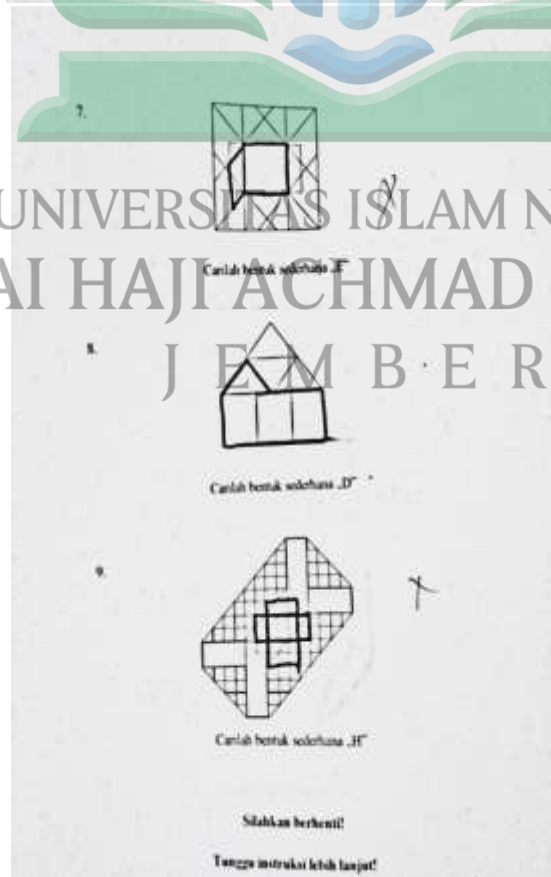 7.
Carilah bentuk sederhana „F"
UNIVERSITAS ISLAM N
AI HAJI ACHMAD
8.
J E M B E R
Carilah bentuk sederhana „D"
9.
Carilah bentuk sederhana „H"
Silahkan berhenti!
Tunggu instruksi lebih lanjut!